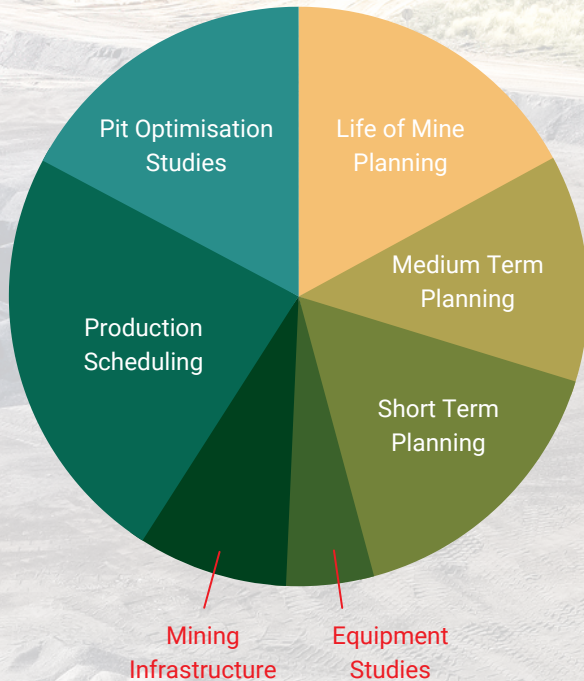 Pit Optimisation
Studies
Life of Mine
Planning
Medium Term
Planning
Production
Scheduling
Short Term
Planning
Mining
Infrastructure
Equipment
Studies